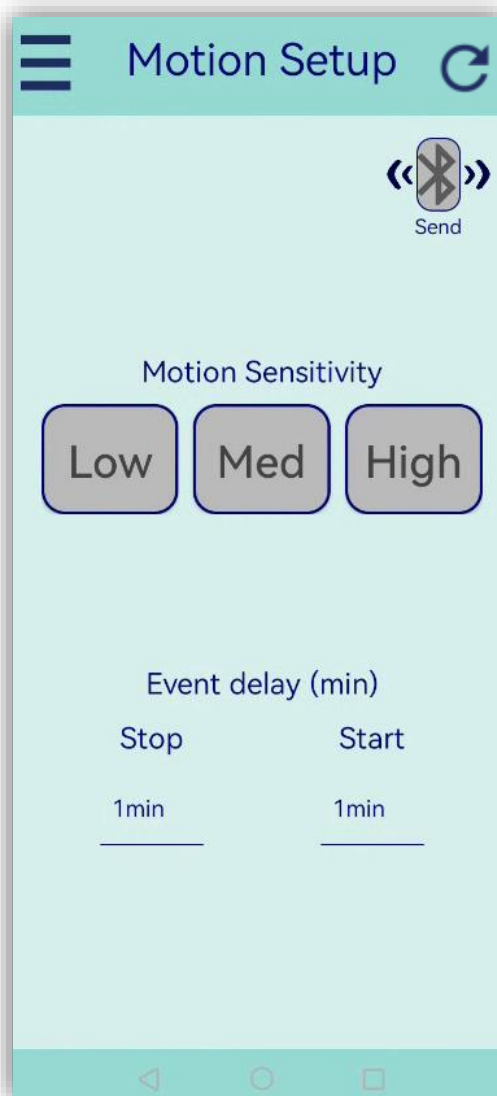 Motion Setup
Send
Motion Sensitivity
Low Med High
Event delay (min)
Stop Start
1min 1min